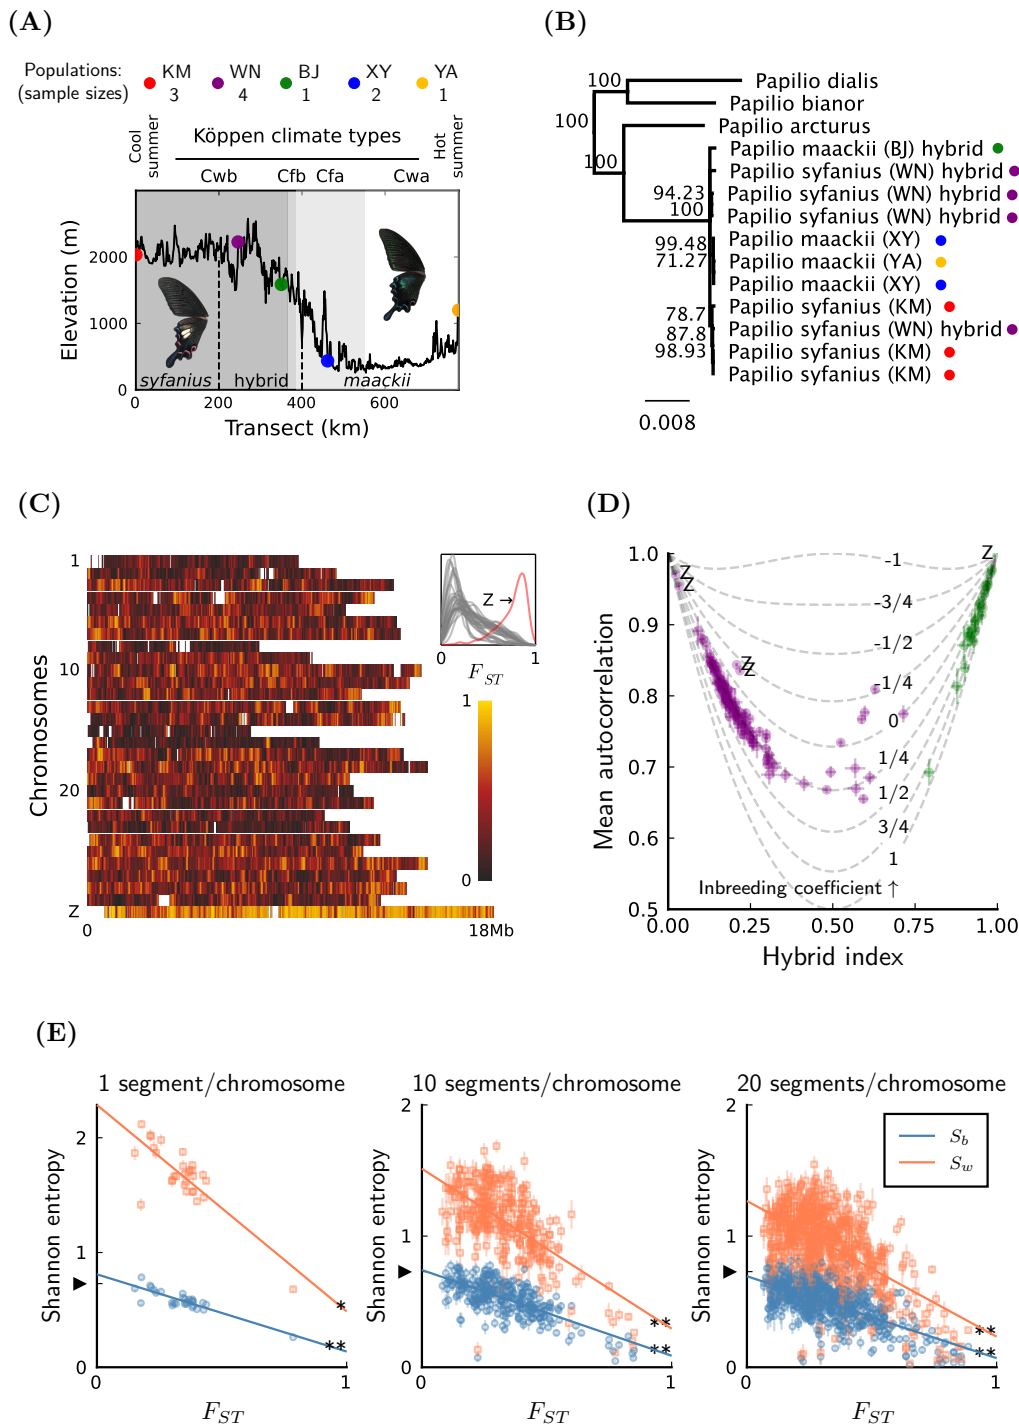 (A)
Populations:
(sample sizes)
KM WN BJ XY YA
3 4 1 2 1
Cool
summer
Köppen climate types
Hot
summer
Cwb Cfb Cfa Cwa
Elevation (m)
2000
1000
0
syfanius hybrid maackii
0 200 400 600
Transect (km)
(B)
100
100
100
Papilio dialis
Papilio bianor
Papilio arcturus
Papilio maackii (BJ) hybrid
Papilio syfanius (WN) hybrid
94.23 Papilio syfanius (WN) hybrid
100 Papilio syfanius (WN) hybrid
99.48 Papilio maackii (XY)
71.27 Papilio maackii (YA)
Papilio maackii (XY)
78.7 Papilio syfanius (KM)
87.8 Papilio syfanius (WN) hybrid
98.93 Papilio syfanius (KM)
Papilio syfanius (KM)
0.008
(C)
Chromosomes
1
10
20
Z
0 18Mb
Z →
0 1
F_ST
1
0
(D)
Mean autocorrelation
1.0
0.9
0.8
0.7
0.6
0.5
Z
Z
Z
Z
Z
-1
-3/4
-1/2
-1/4
0
1/4
1/2
3/4
1
Inbreeding coefficient ↑
0.00 0.25 0.50 0.75 1.00
Hybrid index
(E)
1 segment/chromosome
Shannon entropy
2
1
0
*
**
0 1
F_ST
10 segments/chromosome
Shannon entropy
2
1
0
**
**
0 1
F_ST
20 segments/chromosome
Shannon entropy
2
1
0
S_b
S_w
**
**
0 1
F_ST